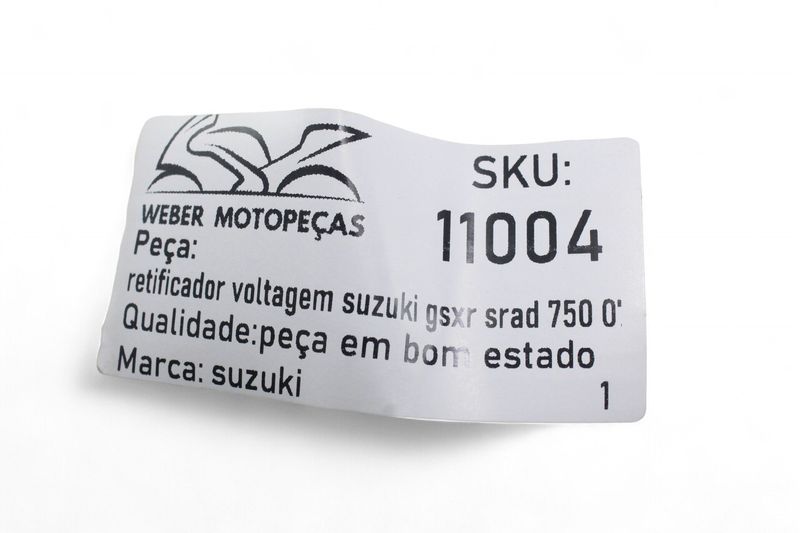 WEBER MOTOPEÇAS
SKU:
11004
Peça:
retificador voltagem suzuki gsxr srad 750 0
Qualidade:peça em bom estado
Marca: suzuki
1